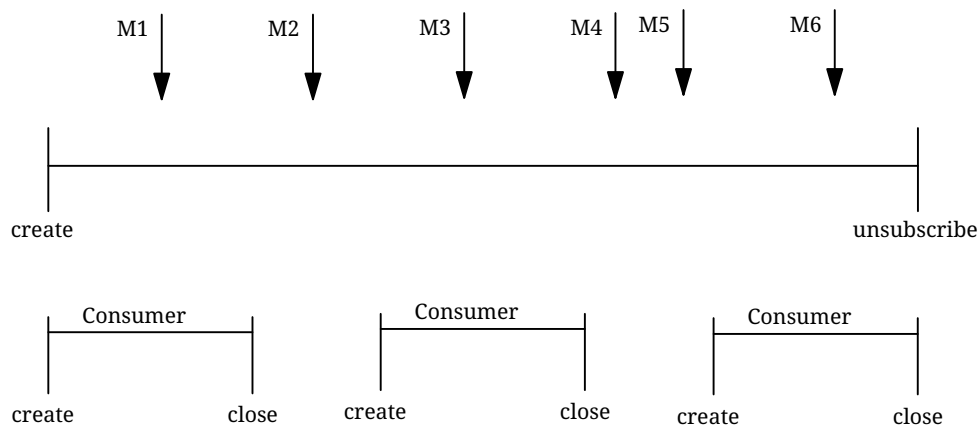 M1 M2 M3 M4 M5 M6
create unsubscribe
Consumer Consumer Consumer
create close create close create close